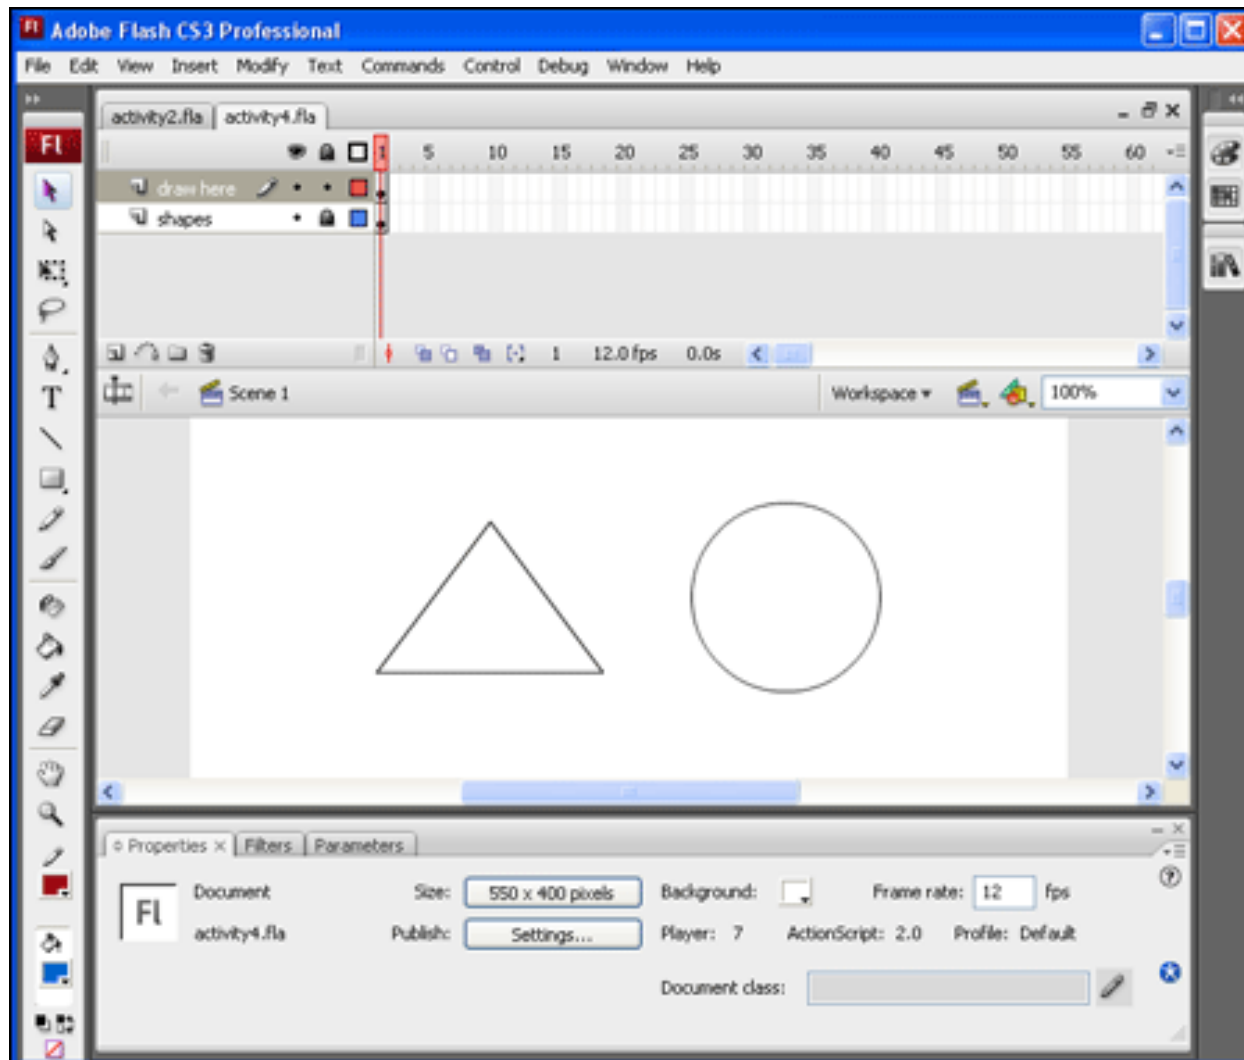 Fl Adobe Flash CS3 Professional
File Edit View Insert Modify Text Commands Control Debug Window Help
activity2.fla activity4.fla
Fl
1 5 10 15 20 25 30 35 40 45 50 55 60
draw here
shapes
1 12.0 fps 0.0s
T
Scene 1 Workspace 100%
Properties Filters Parameters
Fl
Document Size: 550 x 400 pixels Background: Frame rate: 12 fps
activity4.fla Publish: Settings... Player: 7 ActionScript: 2.0 Profile: Default
Document class: